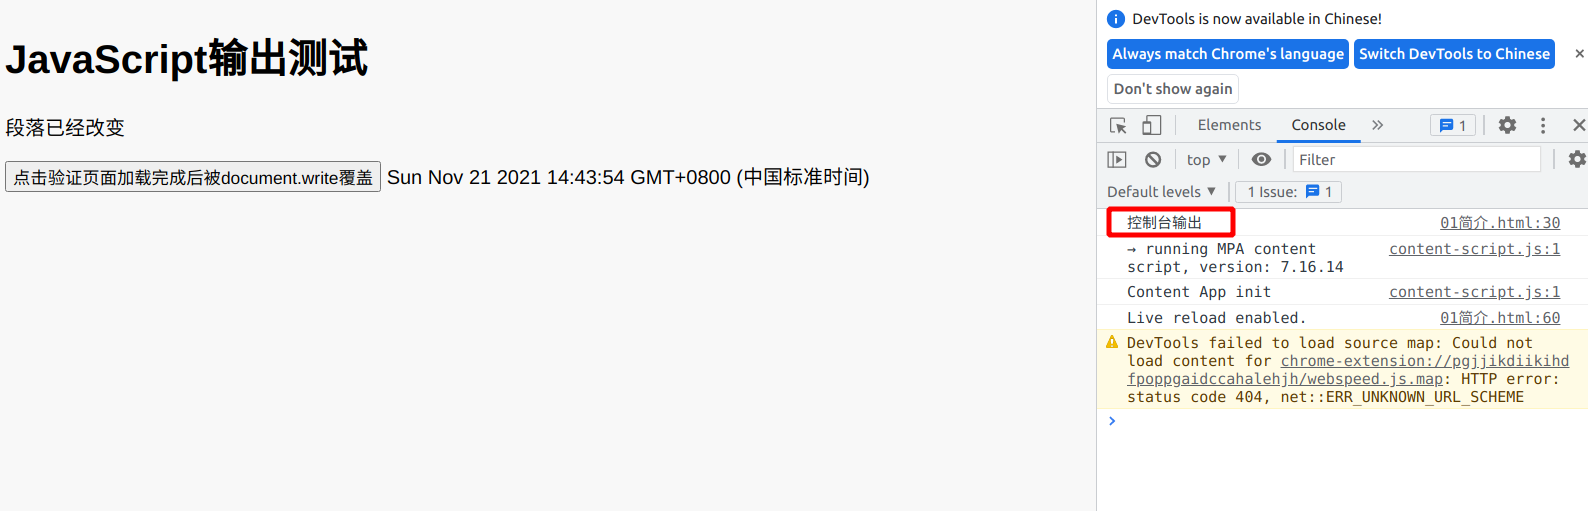 JavaScript输出测试
段落已经改变
点击验证页面加载完成后被document.write覆盖 Sun Nov 21 2021 14:43:54 GMT+0800 (中国标准时间)
DevTools is now available in Chinese!
Always match Chrome's language Switch DevTools to Chinese
Don't show again
Elements Console 1
top Filter
Default levels 1 Issue: 1
控制台输出 01简介.html:30
→ running MPA content content-script.js:1
script, version: 7.16.14
Content App init content-script.js:1
Live reload enabled. 01简介.html:60
DevTools failed to load source map: Could not
load content for chrome-extension://pgjjikdiikihd
fpoppgaidccahalehjh/webspeed.js.map: HTTP error:
status code 404, net::ERR_UNKNOWN_URL_SCHEME